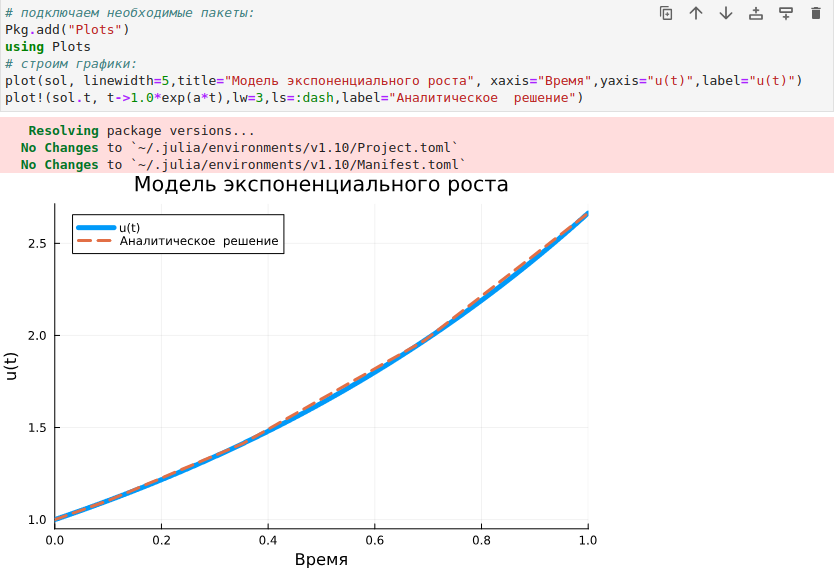 # подключаем необходимые пакеты:
Pkg.add("Plots")
using Plots
# строим графики:
plot(sol, linewidth=5,title="Модель экспоненциального роста", xaxis="Время",yaxis="u(t)",label="u(t)")
plot!(sol.t, t->1.0*exp(a*t),lw=3,ls=:dash,label="Аналитическое  решение")
Resolving package versions...
No Changes to `~/.julia/environments/v1.10/Project.toml`
No Changes to `~/.julia/environments/v1.10/Manifest.toml`
Модель экспоненциального роста
u(t)
Аналитическое  решение
2.5
2.0
1.5
1.0
u(t)
0.0 0.2 0.4 0.6 0.8 1.0
Время